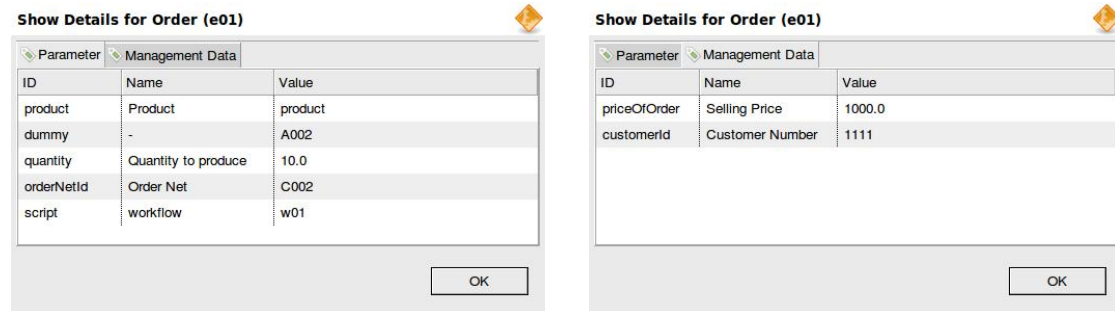 Show Details for Order (e01)
Parameter Management Data
ID Name Value
product Product product
dummy - A002
quantity Quantity to produce 10.0
orderNetId Order Net C002
script workflow w01
OK
Show Details for Order (e01)
Parameter Management Data
ID Name Value
priceOfOrder Selling Price 1000.0
customerId Customer Number 1111
OK